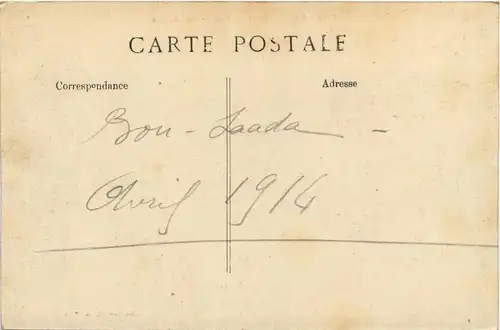 CARTE POSTALE
Correspondance
Adresse
Bou-Saada -
Avril 1914